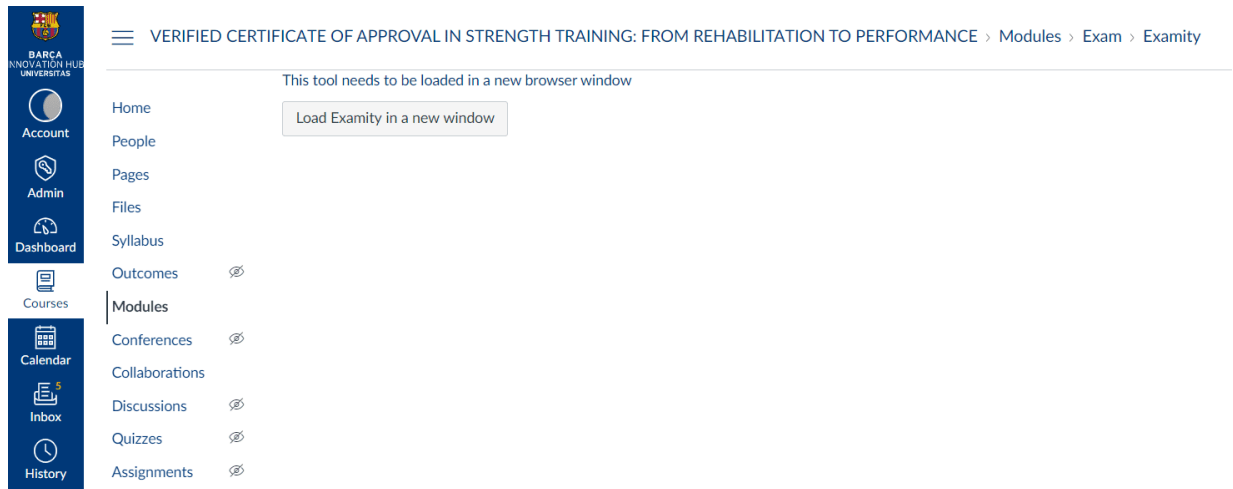 BARÇA
INNOVATION HUB
UNIVERSITAS
Account
Admin
Dashboard
Courses
Calendar
5
Inbox
History
VERIFIED CERTIFICATE OF APPROVAL IN STRENGTH TRAINING: FROM REHABILITATION TO PERFORMANCE › Modules › Exam › Examity
Home
People
Pages
Files
Syllabus
Outcomes
Modules
Conferences
Collaborations
Discussions
Quizzes
Assignments
This tool needs to be loaded in a new browser window
Load Examity in a new window